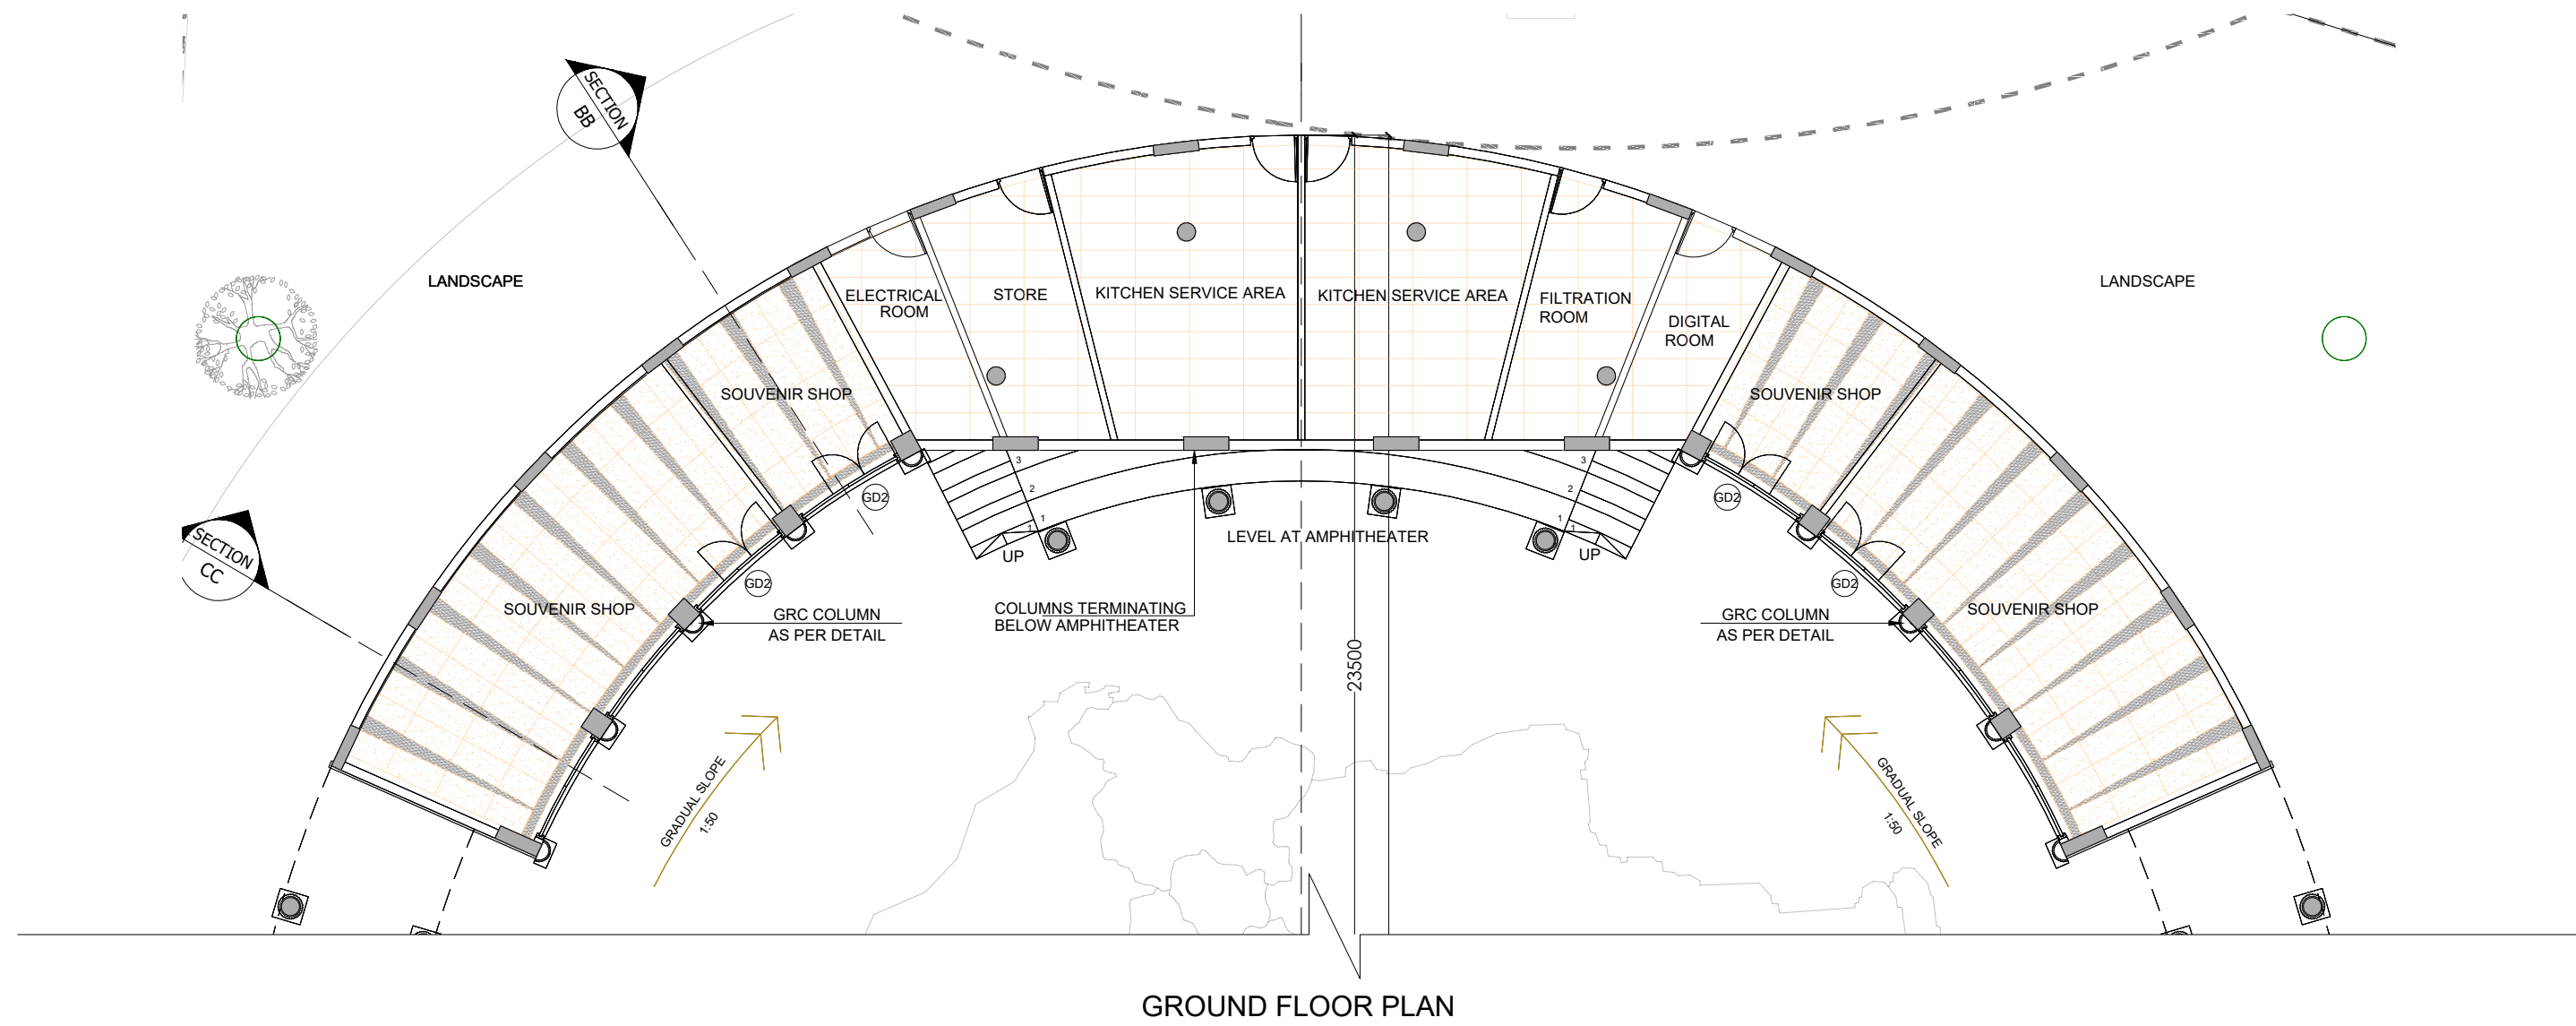 SECTION
BB
LANDSCAPE
LANDSCAPE
ELECTRICAL
ROOM
STORE
KITCHEN SERVICE AREA
KITCHEN SERVICE AREA
FILTRATION
ROOM
DIGITAL
ROOM
SOUVENIR SHOP
SOUVENIR SHOP
3
2
1
1
UP
3
2
1
1
UP
GD2
GD2
LEVEL AT AMPHITHEATER
SECTION
CC
GD2
GD2
SOUVENIR SHOP
SOUVENIR SHOP
GRC COLUMN
AS PER DETAIL
COLUMNS TERMINATING
BELOW AMPHITHEATER
GRC COLUMN
AS PER DETAIL
23500
GRADUAL SLOPE
1:50
GRADUAL SLOPE
1:50
GROUND FLOOR PLAN